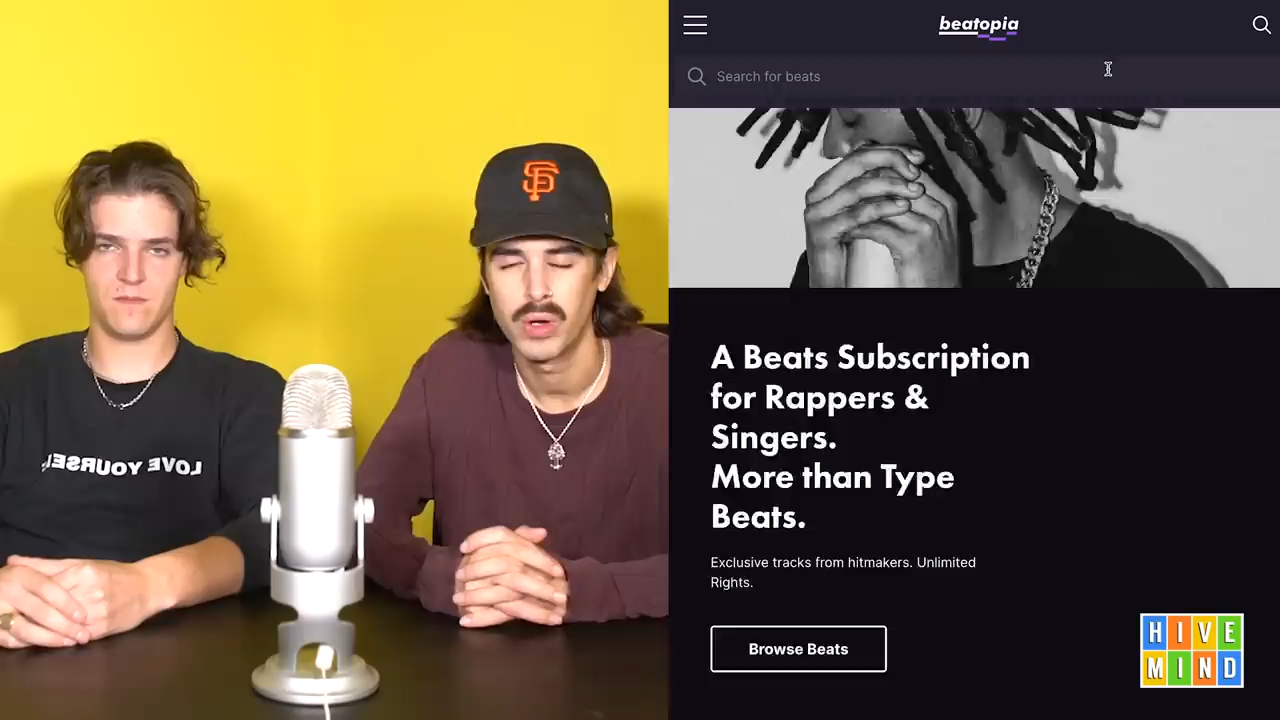 SF
LOVE YOURSELF
beatopia
Search for beats
A Beats Subscription
for Rappers &
Singers.
More than Type
Beats.
Exclusive tracks from hitmakers. Unlimited
Rights.
Browse Beats
HIVE
MIND